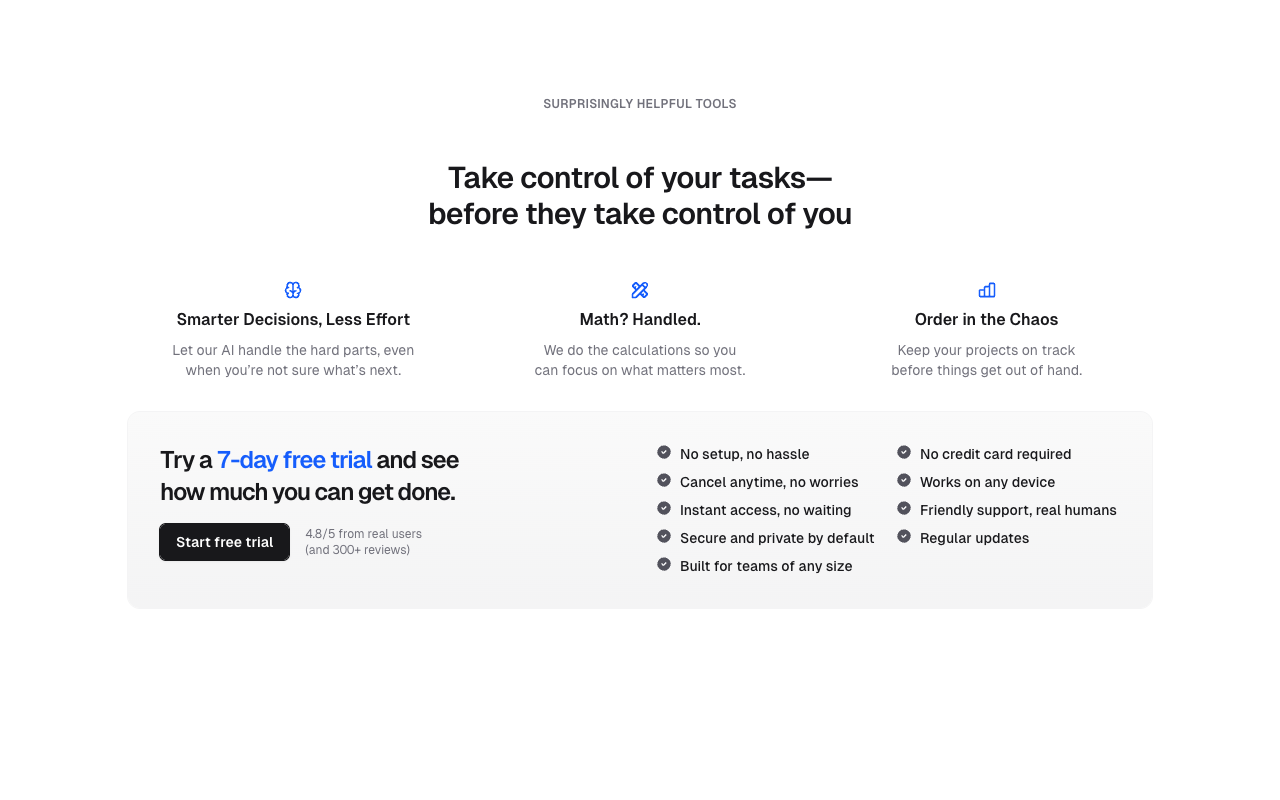 SURPRISINGLY HELPFUL TOOLS
Take control of your tasks—
before they take control of you
Smarter Decisions, Less Effort
Let our AI handle the hard parts, even
when you’re not sure what’s next.
Math? Handled.
We do the calculations so you
can focus on what matters most.
Order in the Chaos
Keep your projects on track
before things get out of hand.
Try a 7-day free trial and see
how much you can get done.
Start free trial
4.8/5 from real users
(and 300+ reviews)
No setup, no hassle
Cancel anytime, no worries
Instant access, no waiting
Secure and private by default
Built for teams of any size
No credit card required
Works on any device
Friendly support, real humans
Regular updates